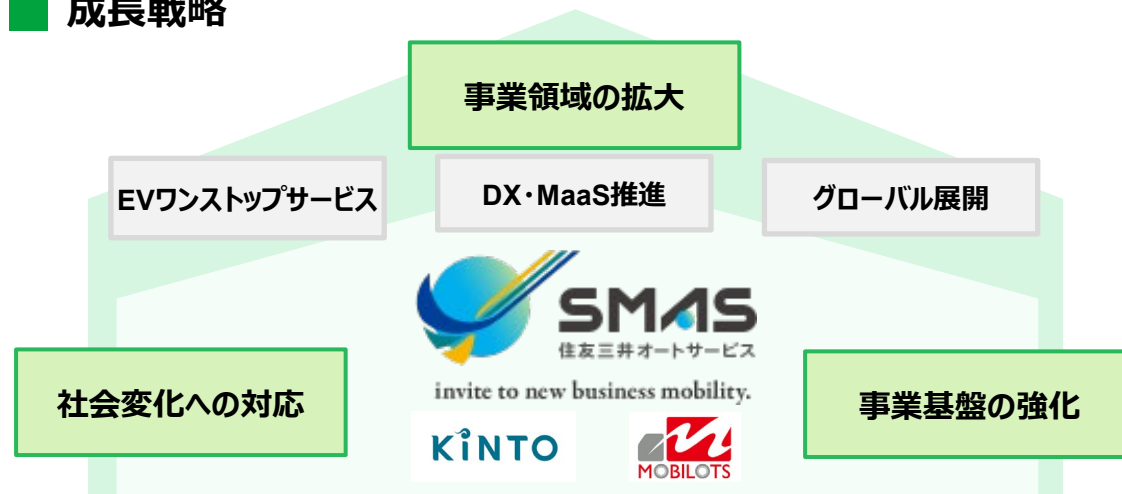 成長戦略
事業領域の拡大
EVワンストップサービス
DX・MaaS推進
グローバル展開
SMAS
住友三井オートサービス
invite to new business mobility.
社会変化への対応
事業基盤の強化
KINTO
MOBILOTS